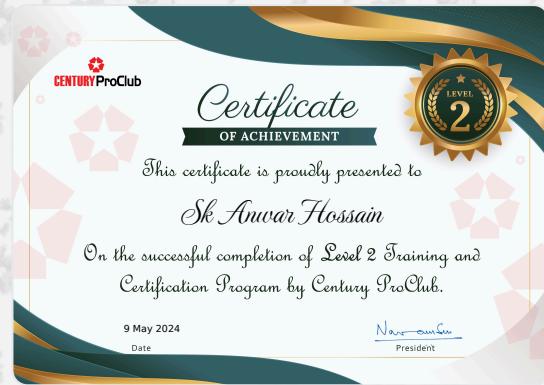 CENTURY ProClub
Certificate
OF ACHIEVEMENT
LEVEL
2
This certificate is proudly presented to
Sk Anwar Hossain
On the successful completion of Level 2 Training and
Certification Program by Century ProClub.
9 May 2024
Date
President